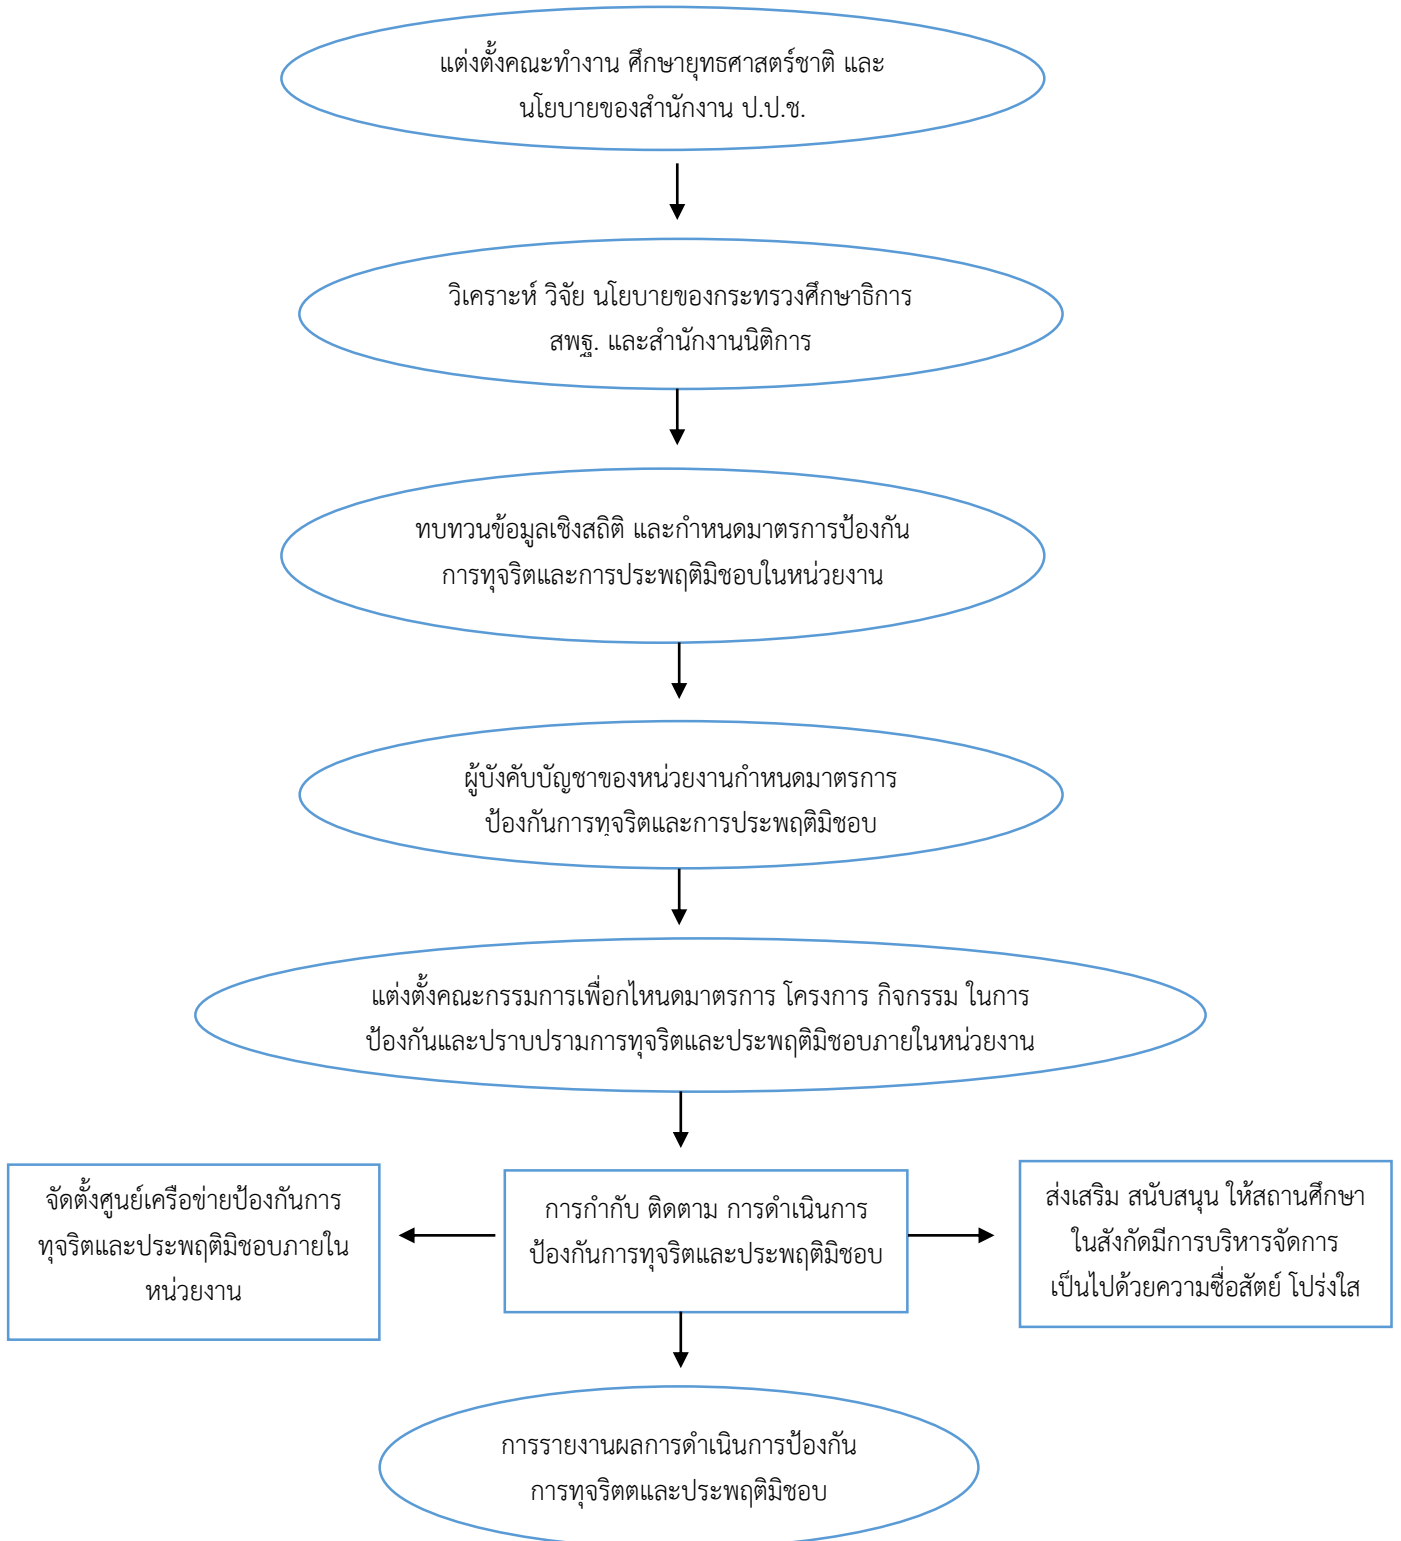 แต่งตั้งคณะทำงาน ศึกษายุทธศาสตร์ชาติ และ
นโยบายของสำนักงาน ป.ป.ช.
วิเคราะห์ วิจัย นโยบายของกระทรวงศึกษาธิการ
สพฐ. และสำนักงานนิติการ
ทบทวนข้อมูลเชิงสถิติ และกำหนดมาตรการป้องกัน
การทุจริตและการประพฤติมิชอบในหน่วยงาน
ผู้บังคับบัญชาของหน่วยงานกำหนดมาตรการ
ป้องกันการทุจริตและการประพฤติมิชอบ
แต่งตั้งคณะกรรมการเพื่อกไหนดมาตรการ โครงการ กิจกรรม ในการ
ป้องกันและปราบปรามการทุจริตและประพฤติมิชอบภายในหน่วยงาน
จัดตั้งศูนย์เครือข่ายป้องกันการ
ทุจริตและประพฤติมิชอบภายใน
หน่วยงาน
การกำกับ ติดตาม การดำเนินการ
ป้องกันการทุจริตและประพฤติมิชอบ
ส่งเสริม สนับสนุน ให้สถานศึกษา
ในสังกัดมีการบริหารจัดการ
เป็นไปด้วยความซื่อสัตย์ โปร่งใส
การรายงานผลการดำเนินการป้องกัน
การทุจริตตและประพฤติมิชอบ